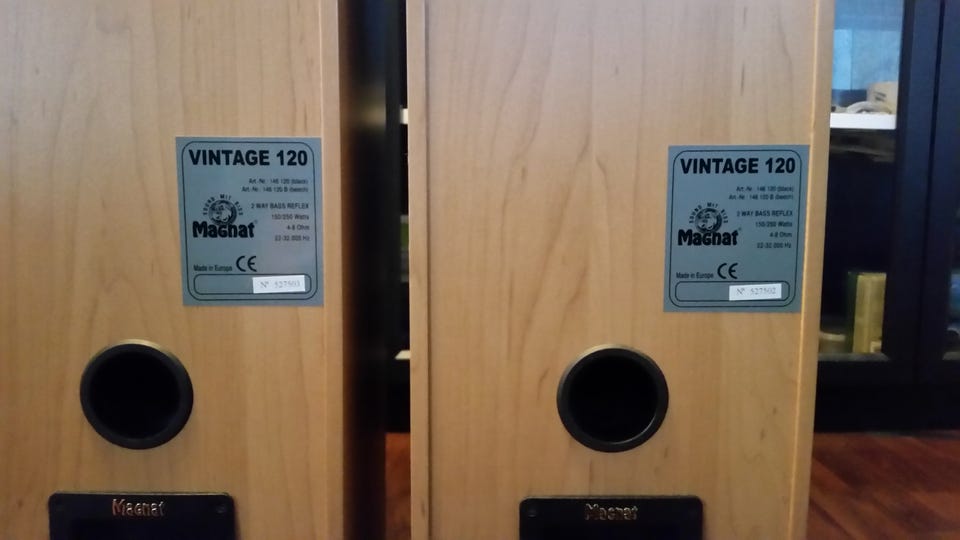 VINTAGE 120
Art.-Nr.: 146 120 (black)
Art.-Nr.: 146 120 B (beech)
SOUND MIT BISS
Magnat
2 WAY BASS REFLEX
150/250 Watts
4-8 Ohm
22-32.000 Hz
Made in Europe CE
Nº 527503
Magnat
VINTAGE 120
Art.-Nr.: 146 120 (black)
Art.-Nr.: 146 120 B (beech)
SOUND MIT BISS
Magnat
2 WAY BASS REFLEX
150/250 Watts
4-8 Ohm
22-32.000 Hz
Made in Europe CE
Nº 527502
Magnat